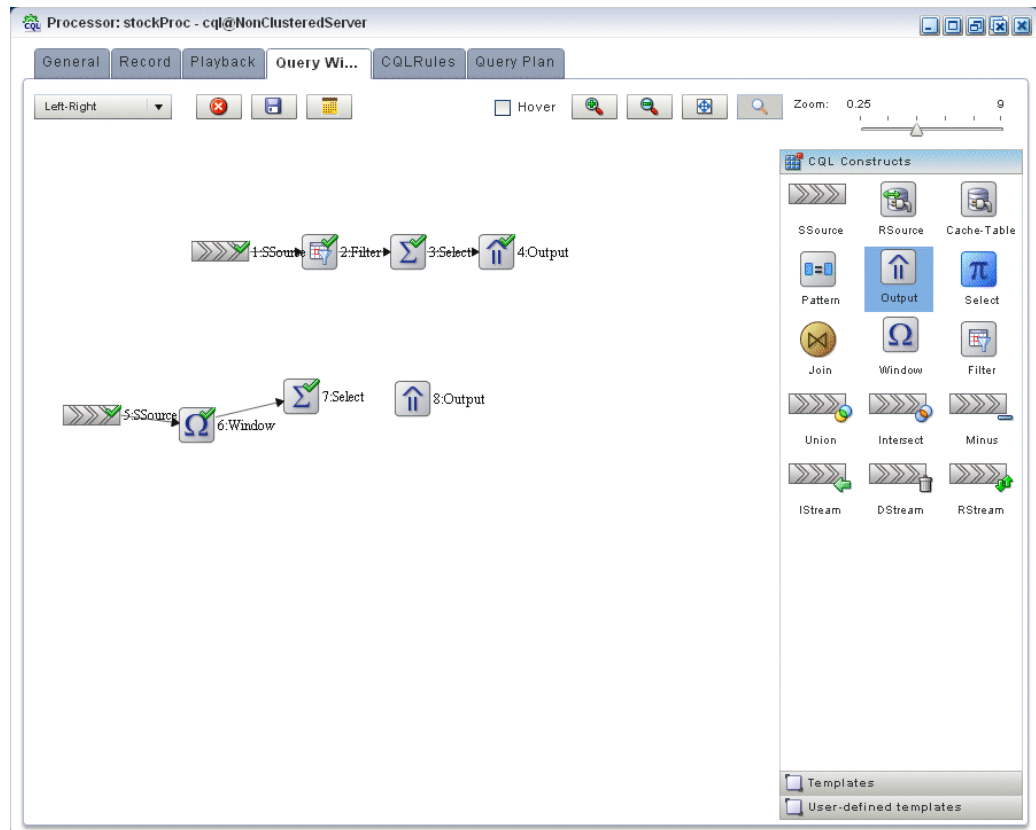 Processor: stockProc - cql@NonClusteredServer
General Record Playback Query Wi... CQLRules Query Plan
Left-Right Hover Zoom: 0.25 9
CQL Constructs
SSource RSource Cache-Table
Pattern Output Select
Join Window Filter
Union Intersect Minus
IStream DStream RStream
1:SSource 2:Filter 3:Select 4:Output
7:Select 8:Output
5:SSource 6:Window
Templates
User-defined templates